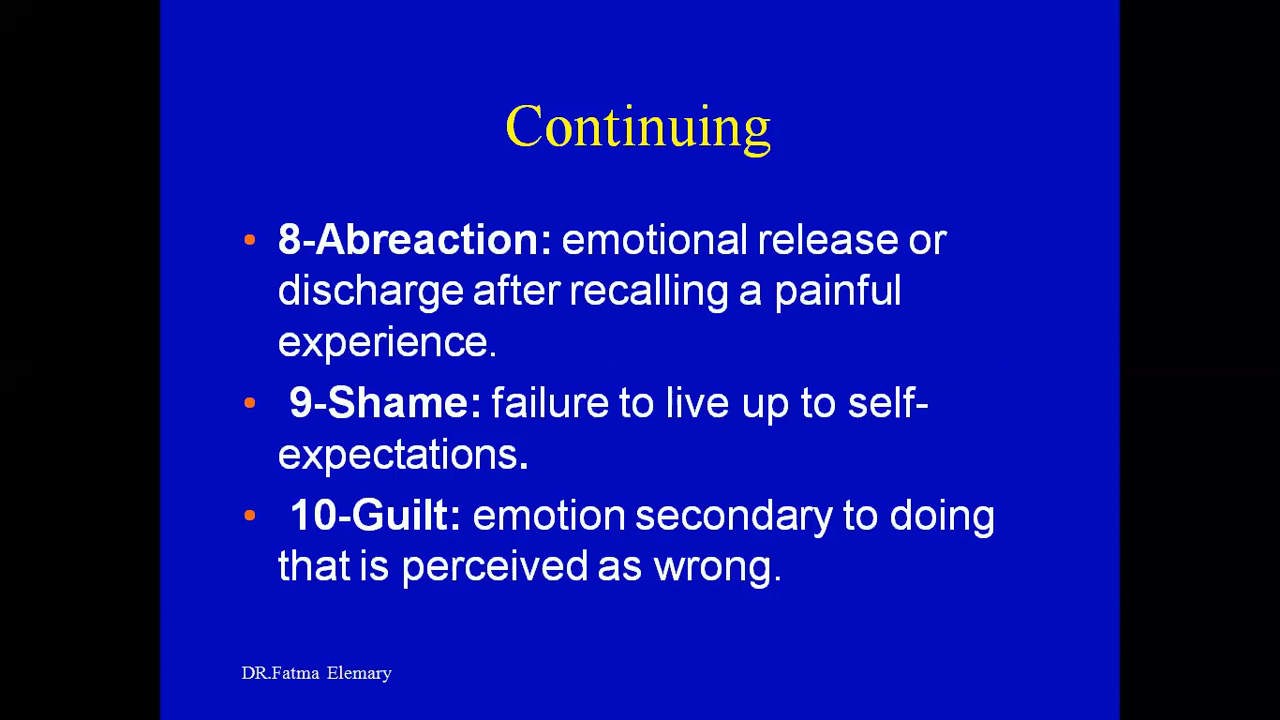 Continuing
• 8-Abreaction: emotional release or
discharge after recalling a painful
experience.
• 9-Shame: failure to live up to self-
expectations.
• 10-Guilt: emotion secondary to doing
that is perceived as wrong.
DR.Fatma Elemary